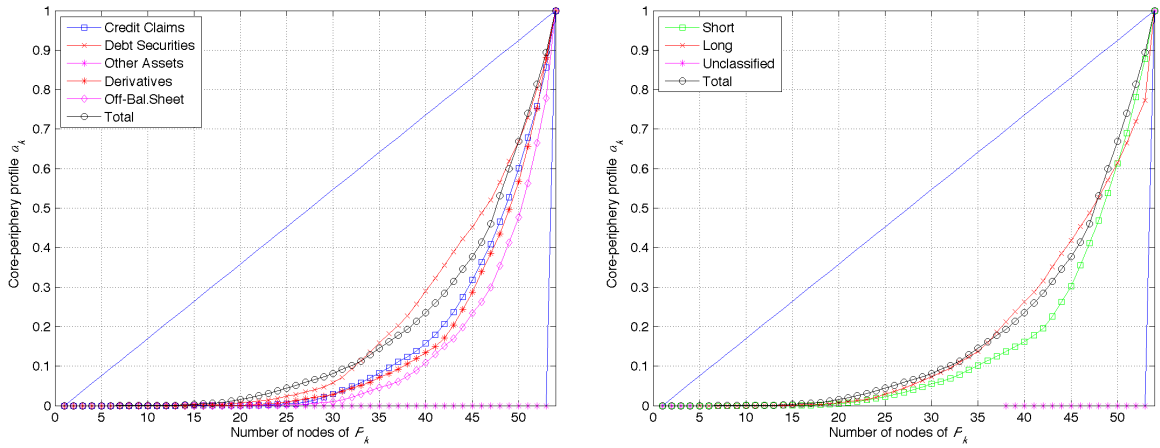 1
0.9
0.8
0.7
0.6
0.5
0.4
0.3
0.2
0.1
0
Core-periphery profile αk
Credit Claims
Debt Securities
Other Assets
Derivatives
Off-Bal.Sheet
Total
0 5 10 15 20 25 30 35 40 45 50
Number of nodes of Pk
1
0.9
0.8
0.7
0.6
0.5
0.4
0.3
0.2
0.1
0
Core-periphery profile αk
Short
Long
Unclassified
Total
0 5 10 15 20 25 30 35 40 45 50
Number of nodes of Pk